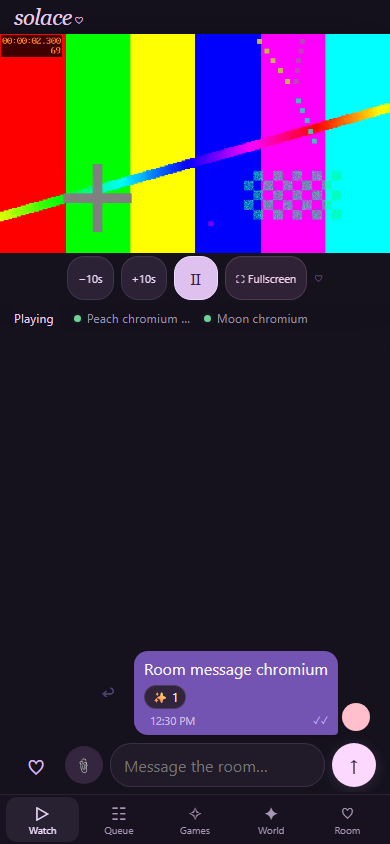 solace
00:00:02.300
69
−10s
+10s
Fullscreen
Playing
Peach chromium ...
Moon chromium
Room message chromium
✨ 1
12:30 PM
Message the room...
Watch
Queue
Games
World
Room